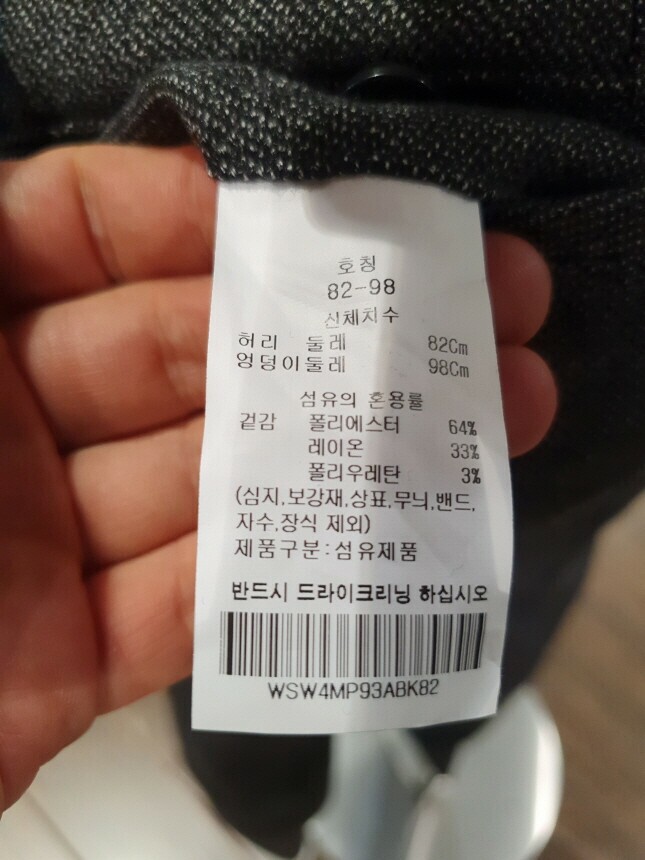 호칭
82-98
신체치수
허리 둘레 82Cm
엉덩이둘레 98Cm
섬유의 혼용률
겉감 폴리에스터 64%
레이온 33%
폴리우레탄 3%
(심지,보강재,상표,무늬,밴드,
자수,장식 제외)
제품구분:섬유제품
반드시 드라이크리닝 하십시오
WSW4MP93ABK82